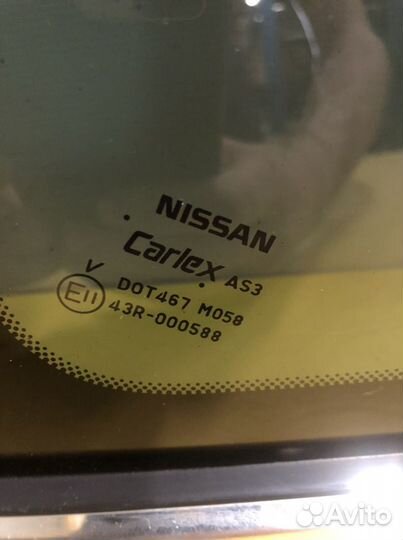 NISSAN
Carlex AS3
V
E11
DOT467 M058
43R-000588
Avito